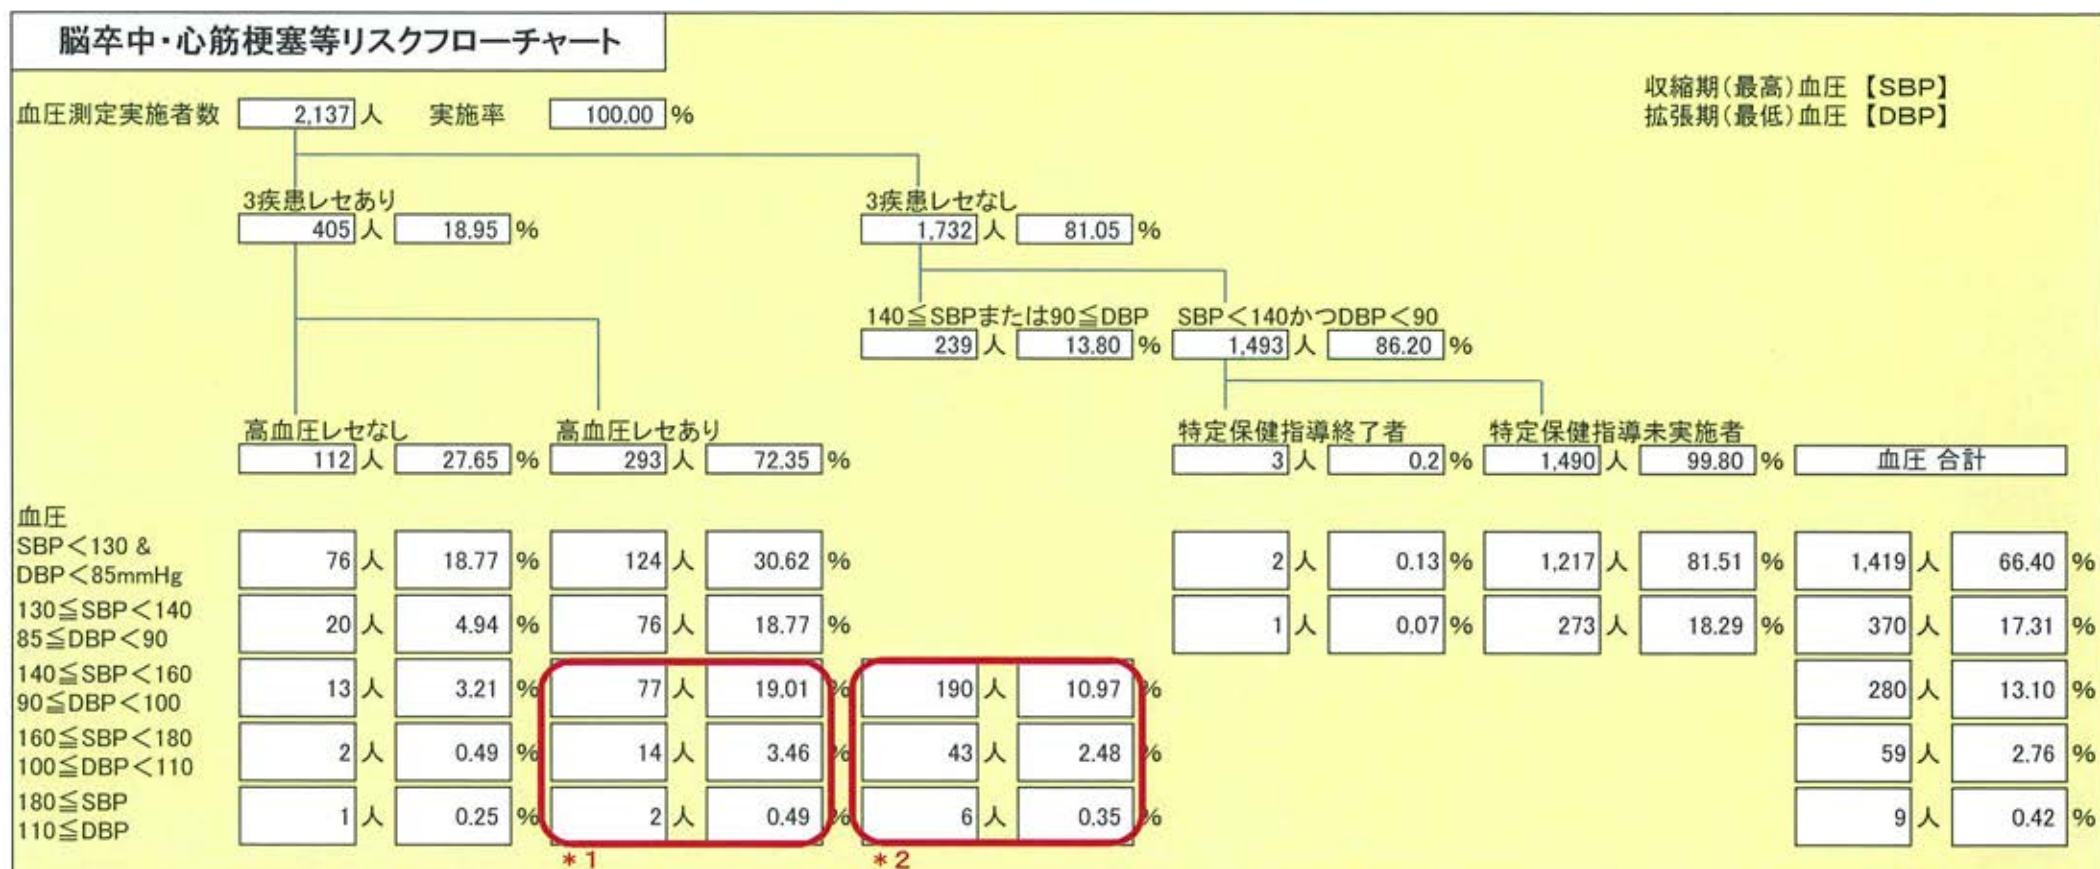 脳卒中・心筋梗塞等リスクフローチャート
収縮期(最高)血圧 【SBP】
拡張期(最低)血圧 【DBP】
血圧測定実施者数 2,137 人 実施率 100.00 %
3疾患レセあり 3疾患レセなし
405 人 18.95 % 1,732 人 81.05 %
140≦SBPまたは90≦DBP SBP<140かつDBP<90
239 人 13.80 % 1,493 人 86.20 %
高血圧レセなし 高血圧レセあり 特定保健指導終了者 特定保健指導未実施者
112 人 27.65 % 293 人 72.35 % 3 人 0.2 % 1,490 人 99.80 % 血圧 合計
血圧
SBP<130 &
DBP<85mmHg
76 人 18.77 % 124 人 30.62 % 2 人 0.13 % 1,217 人 81.51 % 1,419 人 66.40 %
130≦SBP<140
85≦DBP<90
20 人 4.94 % 76 人 18.77 % 1 人 0.07 % 273 人 18.29 % 370 人 17.31 %
140≦SBP<160
90≦DBP<100
13 人 3.21 % 77 人 19.01 % 190 人 10.97 % 280 人 13.10 %
160≦SBP<180
100≦DBP<110
2 人 0.49 % 14 人 3.46 % 43 人 2.48 % 59 人 2.76 %
180≦SBP
110≦DBP
1 人 0.25 % 2 人 0.49 % 6 人 0.35 % 9 人 0.42 %
*1 *2